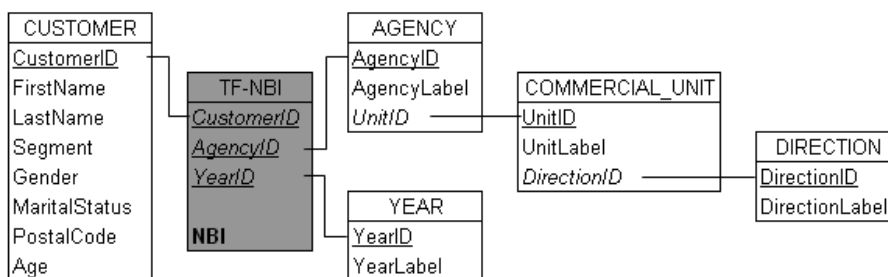 CUSTOMER
CustomerID
FirstName
LastName
Segment
Gender
MaritalStatus
PostalCode
Age
TF-NBI
CustomerID
AgencyID
YearID
NBI
AGENCY
AgencyID
AgencyLabel
UnitID
YEAR
YearID
YearLabel
COMMERCIAL_UNIT
UnitID
UnitLabel
DirectionID
DIRECTION
DirectionID
DirectionLabel